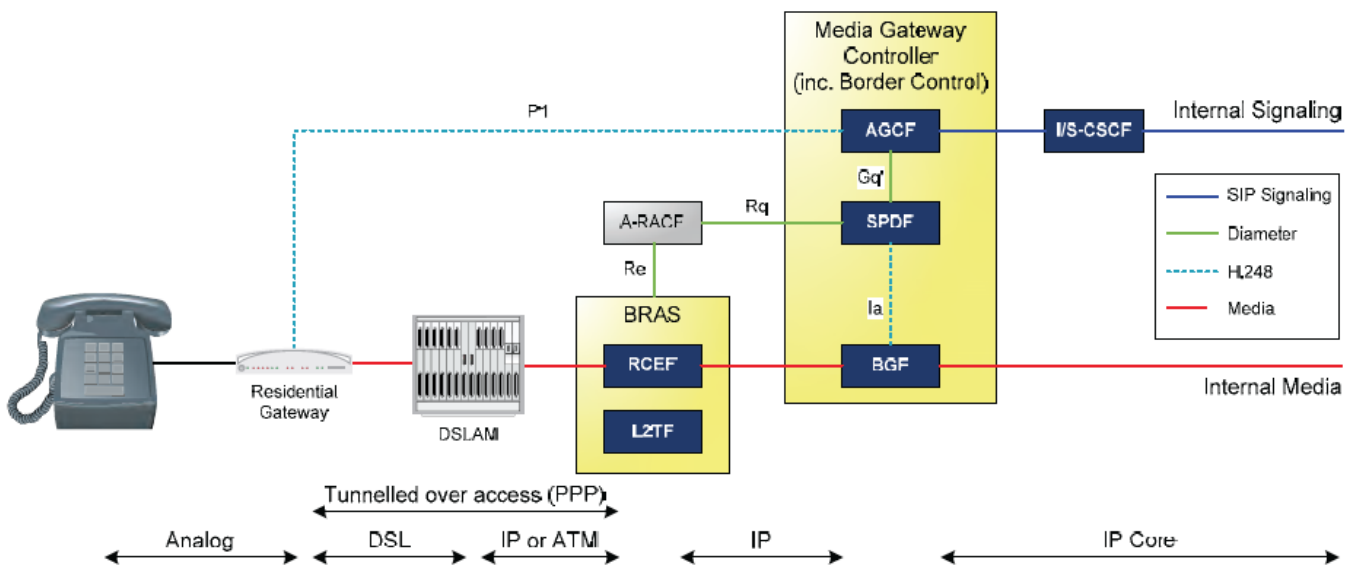 Media Gateway
Controller
(inc. Border Control)
P1
AGCF
I/S-CSCF
Internal Signaling
Gq'
SIP Signaling
A-RACF
Rq
SPDF
Diameter
Re
H.248
Ia
Media
BRAS
RCEF
BGF
Internal Media
Residential
Gateway
DSLAM
L2TF
Tunnelled over access (PPP)
Analog
DSL
IP or ATM
IP
IP Core